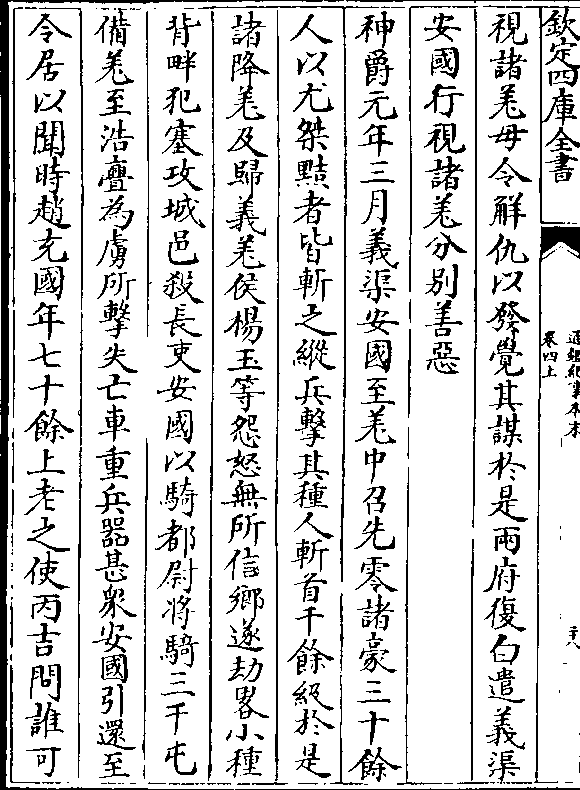 欽定四庫全書
通鑑紀事本末
卷四上
視諸羌毋令解仇以發覺其謀於是兩府復白遣義渠
安國行視諸羌分别善惡
神爵元年三月義渠安國至羌中召先零諸豪三十餘
人以尤桀黠者皆斬之縱兵擊其種人斬首千餘級於是
諸降羌及歸義羌侯楊玉等怨怒無所信鄉遂劫畧小種
背畔犯塞攻城邑殺長吏安國以騎都尉将騎三千屯
備羌至浩亹為虜所擊失亡車重兵器甚衆安國引還至
令居以聞時趙充國年七十餘上老之使丙吉問誰可